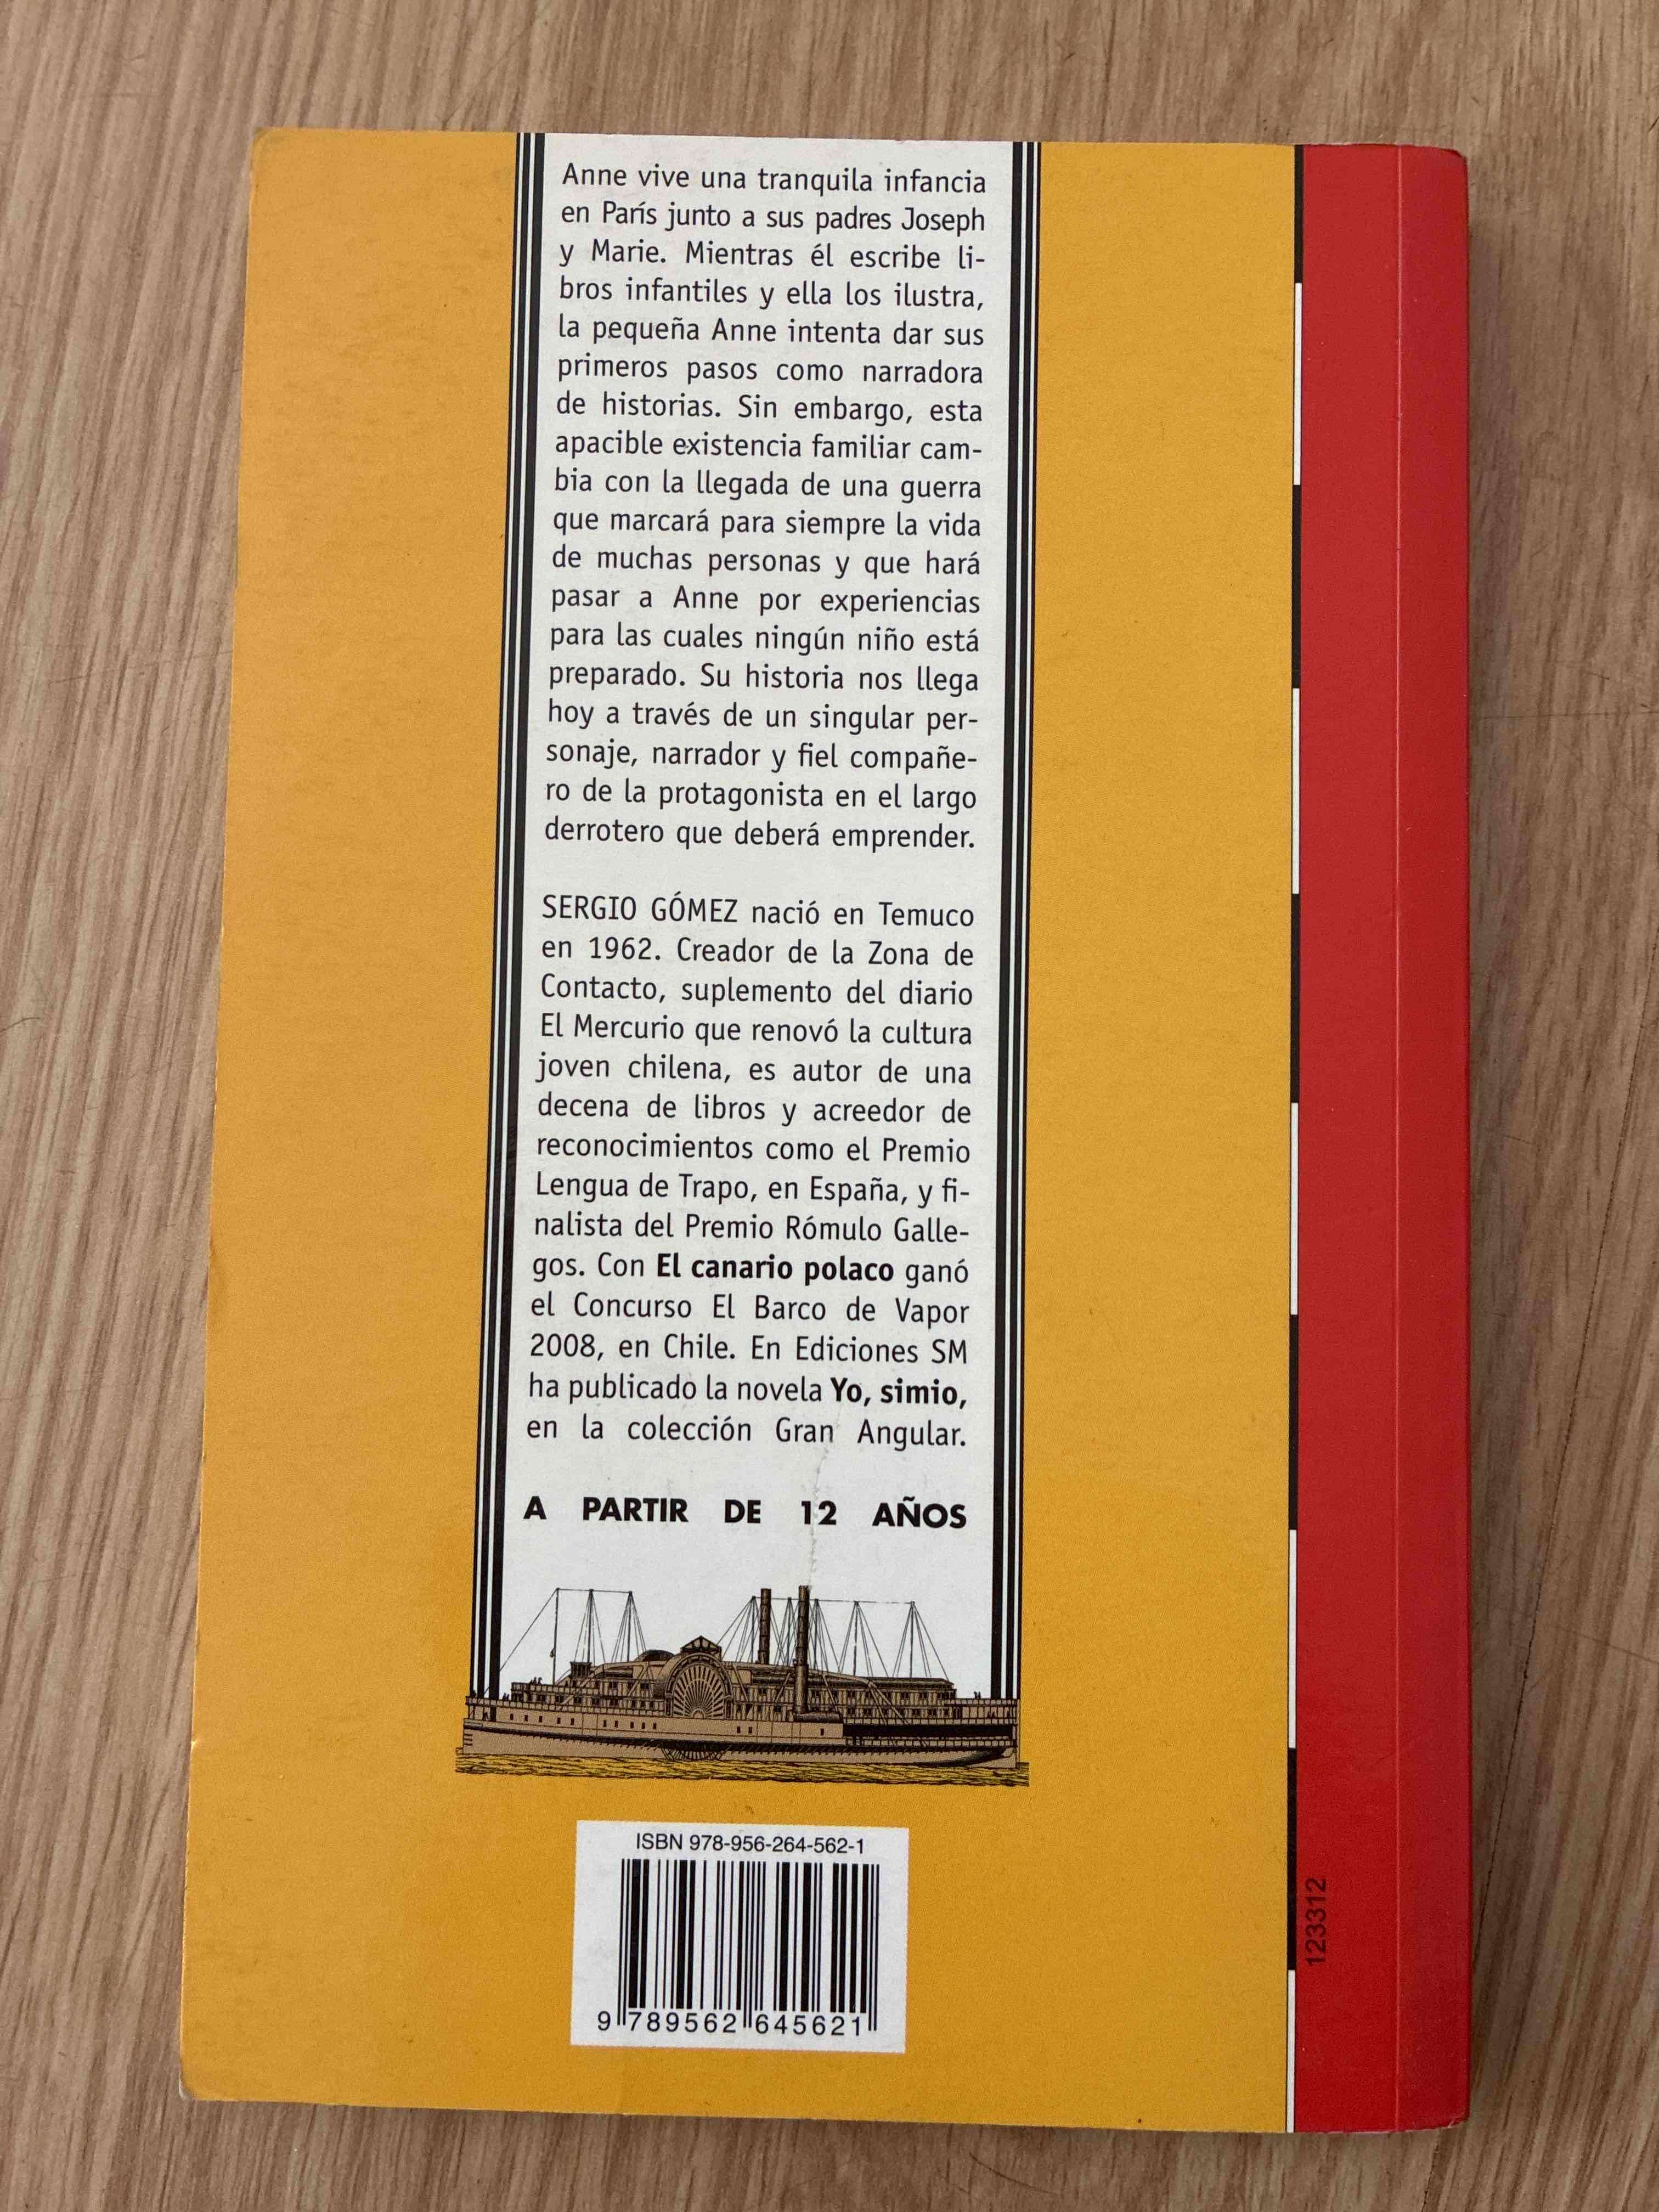 Anne vive una tranquila infancia
en París junto a sus padres Joseph
y Marie. Mientras él escribe li-
bros infantiles y ella los ilustra,
la pequeña Anne intenta dar sus
primeros pasos como narradora
de historias. Sin embargo, esta
apacible existencia familiar cam-
bia con la llegada de una guerra
que marcará para siempre la vida
de muchas personas y que hará
pasar a Anne por experiencias
para las cuales ningún niño está
preparado. Su historia nos llega
hoy a través de un singular per-
sonaje, narrador y fiel compañe-
ro de la protagonista en el largo
derrotero que deberá emprender.
SERGIO GÓMEZ nació en Temuco
en 1962. Creador de la Zona de
Contacto, suplemento del diario
El Mercurio que renovó la cultura
joven chilena, es autor de una
decena de libros y acreedor de
reconocimientos como el Premio
Lengua de Trapo, en España, y fi-
nalista del Premio Rómulo Galle-
gos. Con El canario polaco ganó
el Concurso El Barco de Vapor
2008, en Chile. En Ediciones SM
ha publicado la novela Yo, simio,
en la colección Gran Angular.
A PARTIR DE 12 AÑOS
ISBN 978-956-264-562-1
9 789562 645621
123312